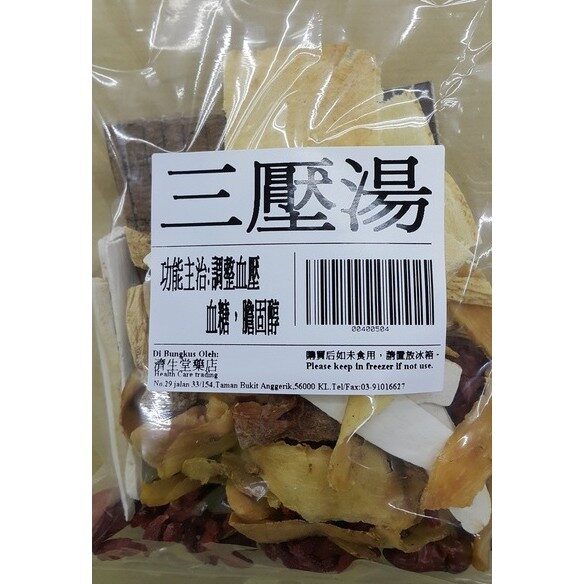 三壓湯
功能主治:調整血壓
血糖，膽固醇
00400504
Di Bungkus Oleh:
濟生堂藥店
Health Care trading
No.29 jalan 33/154.Taman Bukit Anggerik,56000 KL.Tel/Fax:03-91016627
購買后如未食用，請置放冰箱。
Please keep in freezer if not use.